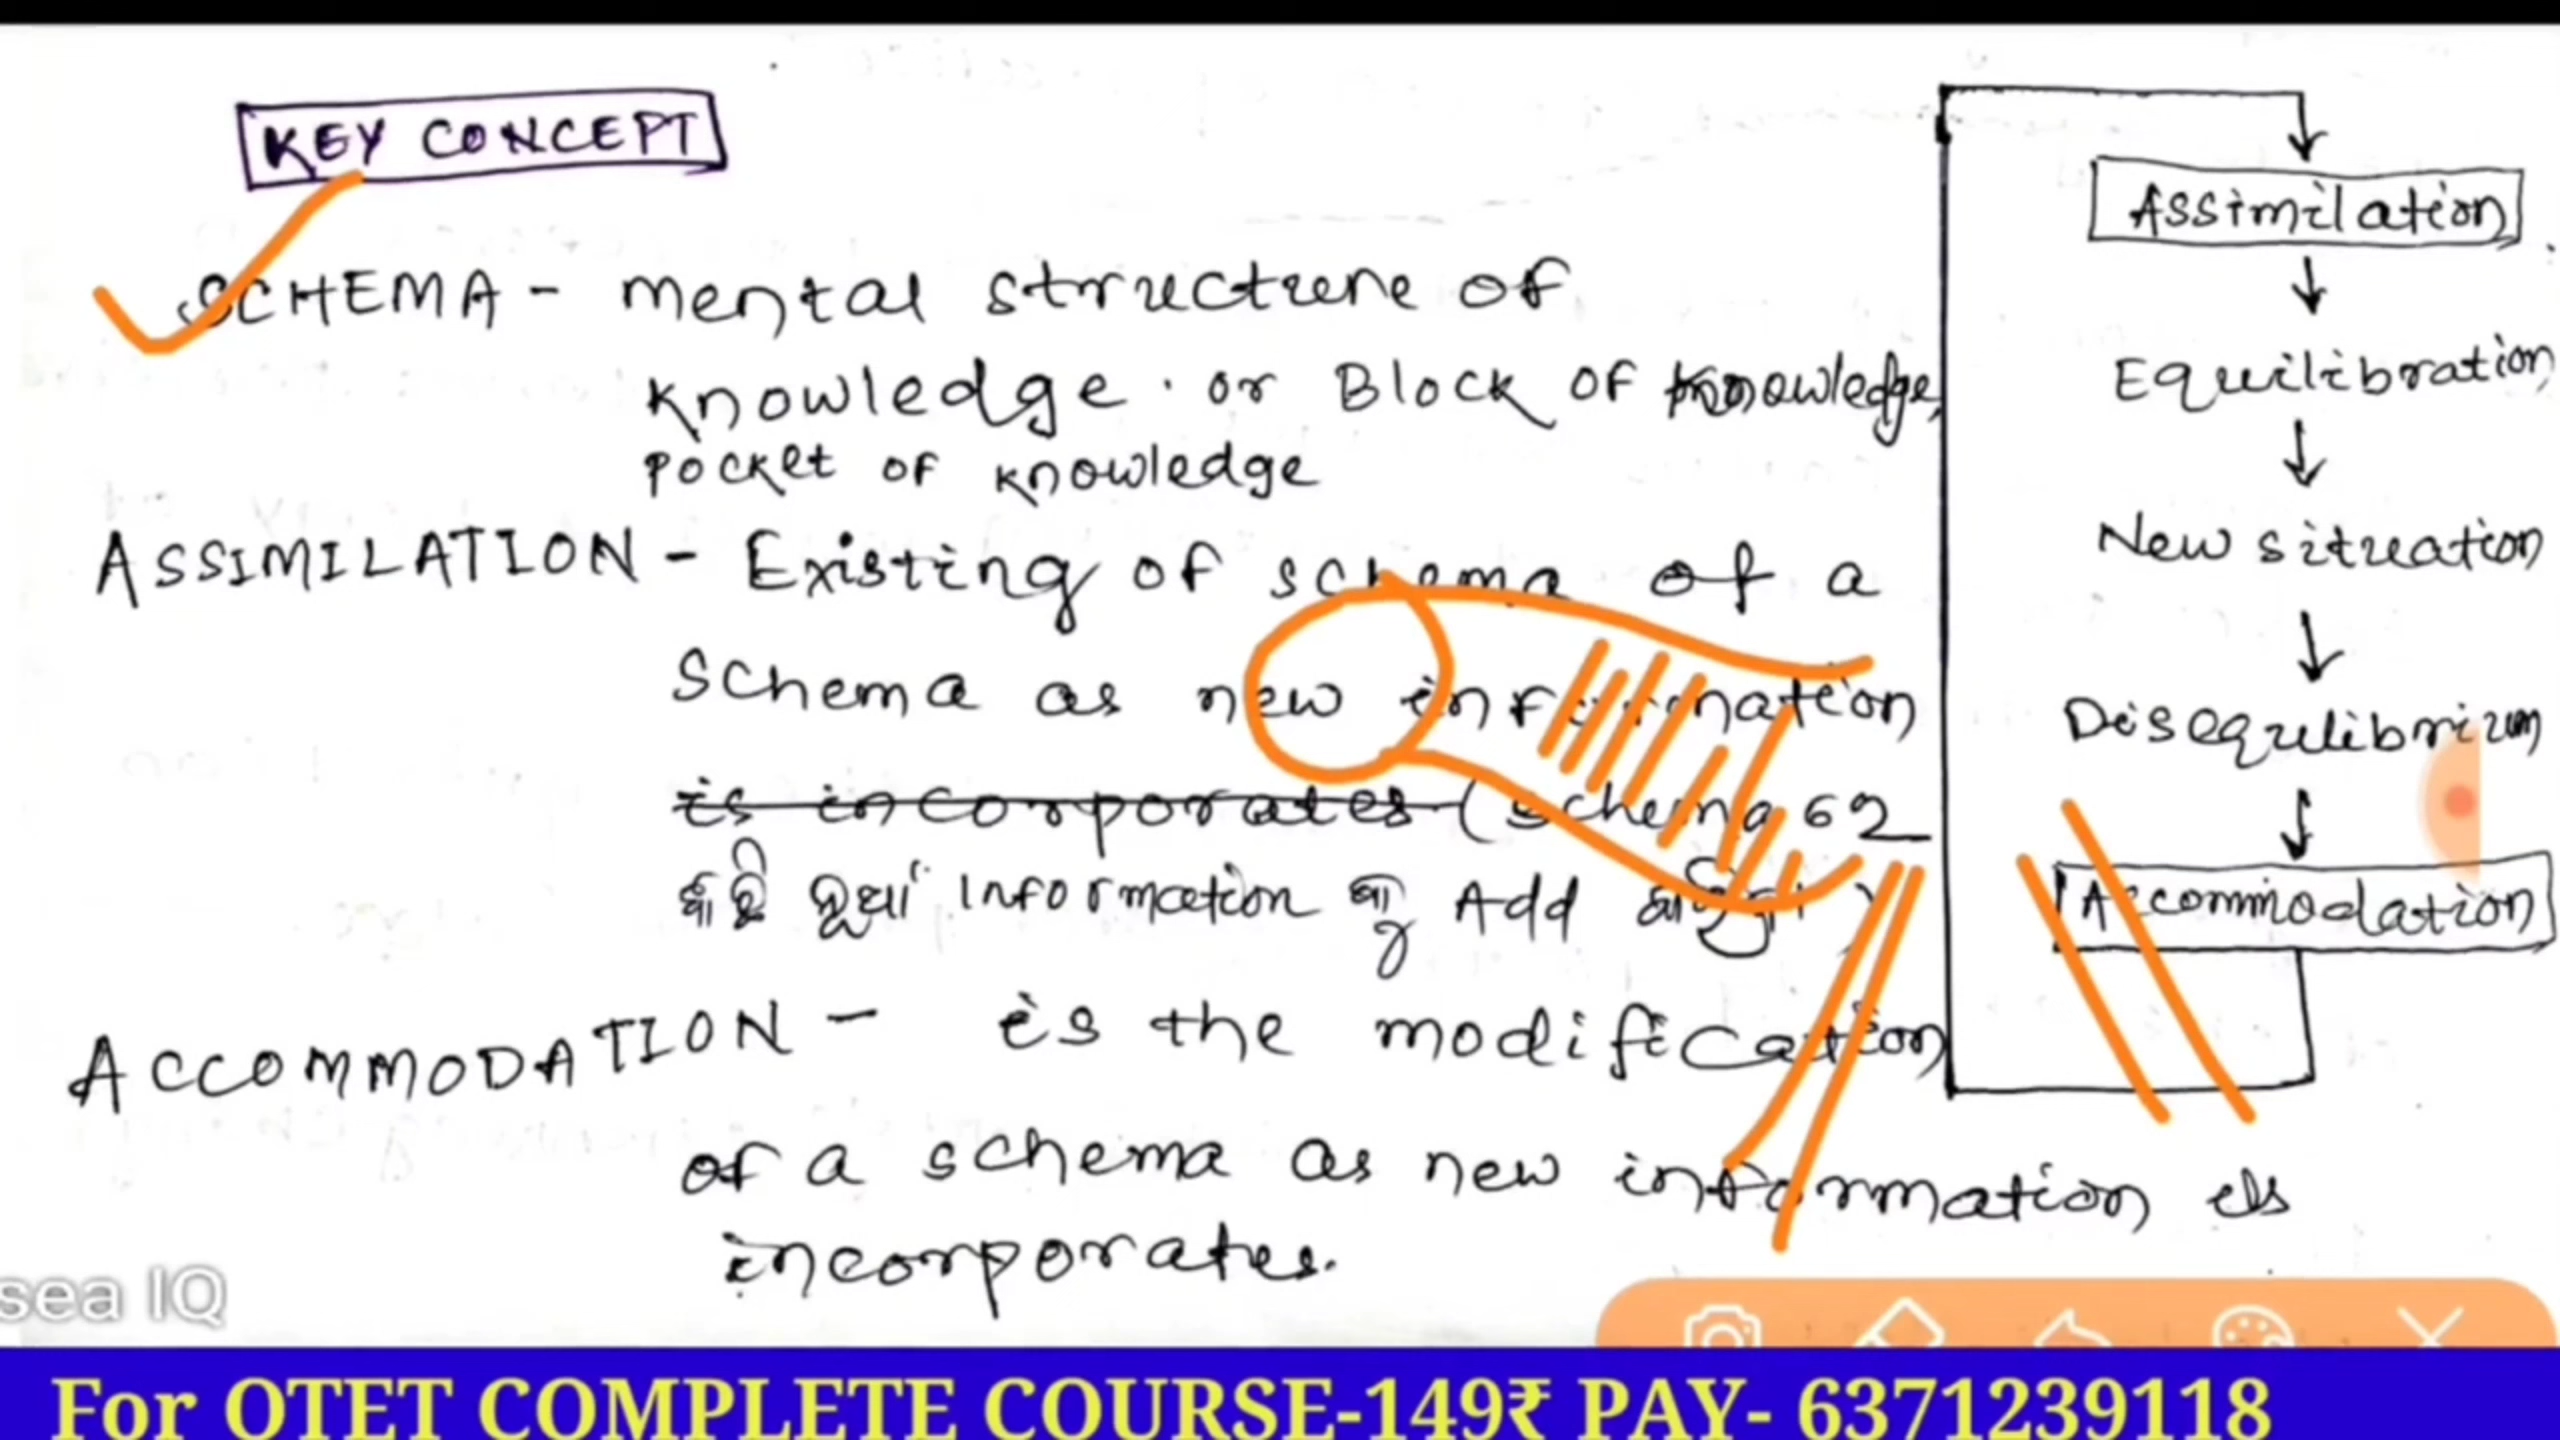 KEY CONCEPT
SCHEMA - mental structure of
knowledge. or Block of knowledge,
pocket of knowledge
ASSIMILATION - Existing of schema of a
Schema as new information
is incorporates (schema
ନୂଆ Information Add
ACCOMMODATION - is the modification
of a schema as new information is
incorporates.
Assimilation
Equilibration
New situation
Disequilibrium
Accommodation
sea IQ
For OTET COMPLETE COURSE-149₹ PAY- 6371239118